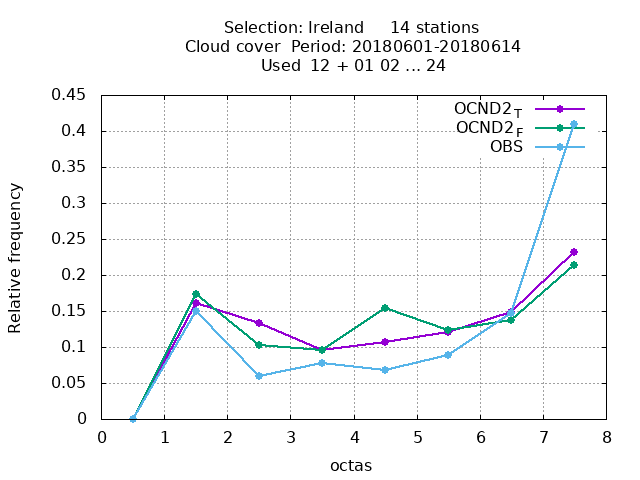 Selection: Ireland     14 stations
Cloud cover  Period: 20180601-20180614
Used  12 + 01 02 ... 24
OCND2_T
OCND2_F
OBS
Relative frequency
0.45
0.4
0.35
0.3
0.25
0.2
0.15
0.1
0.05
0
0 1 2 3 4 5 6 7 8
octas